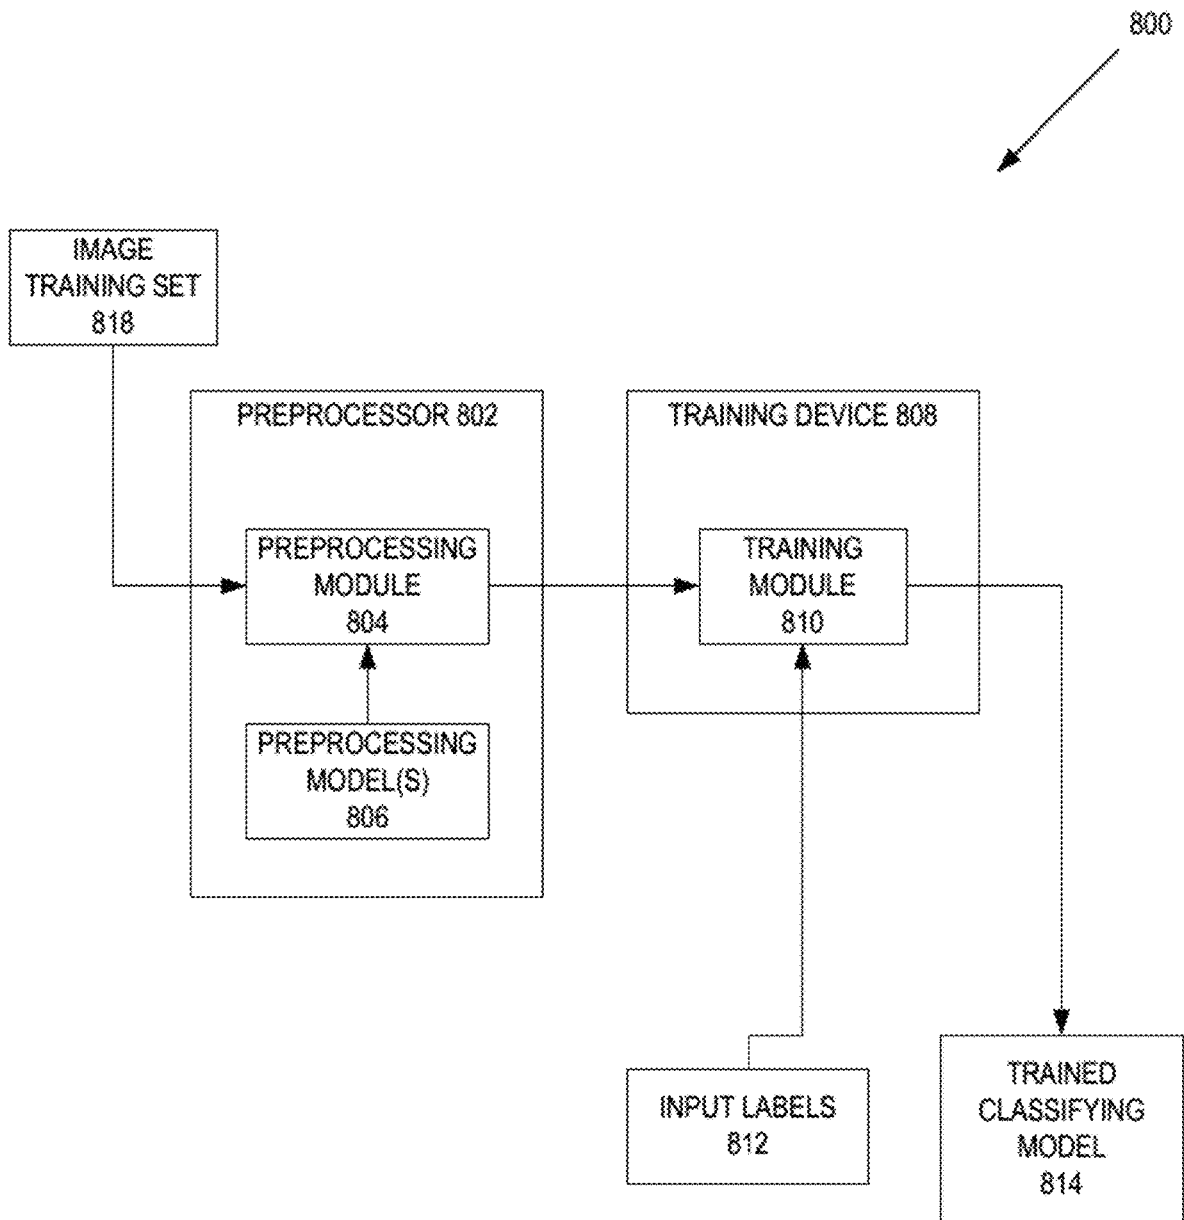 800
IMAGE
TRAINING SET
818
PREPROCESSOR 802
TRAINING DEVICE 808
PREPROCESSING
MODULE
804
TRAINING
MODULE
810
PREPROCESSING
MODEL(S)
806
INPUT LABELS
812
TRAINED
CLASSIFYING
MODEL
814